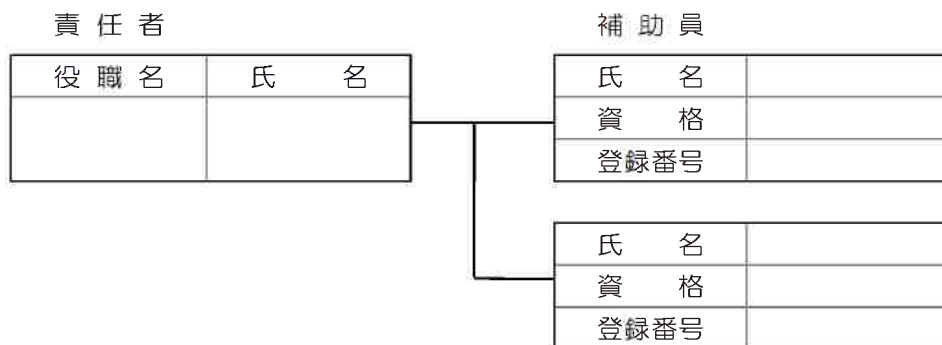 責任者
補助員
役職名 氏名
氏名
資格
登録番号
氏名
資格
登録番号